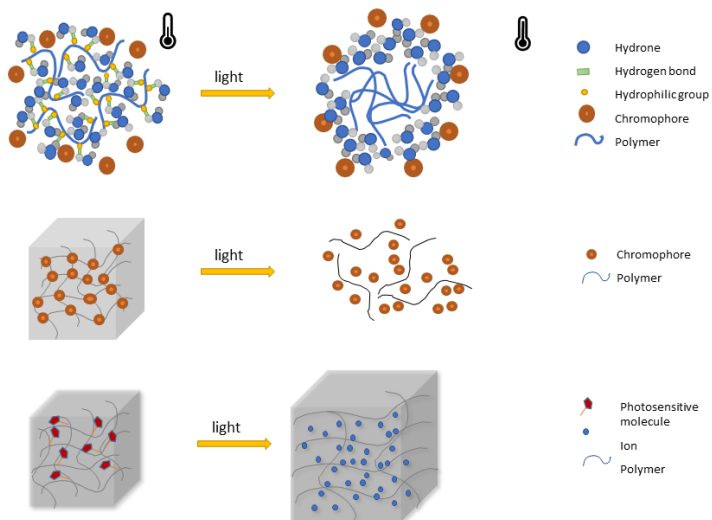 light
Hydrone
Hydrogen bond
Hydrophilic group
Chromophore
Polymer
light
Chromophore
Polymer
light
Photosensitive
molecule
Ion
Polymer